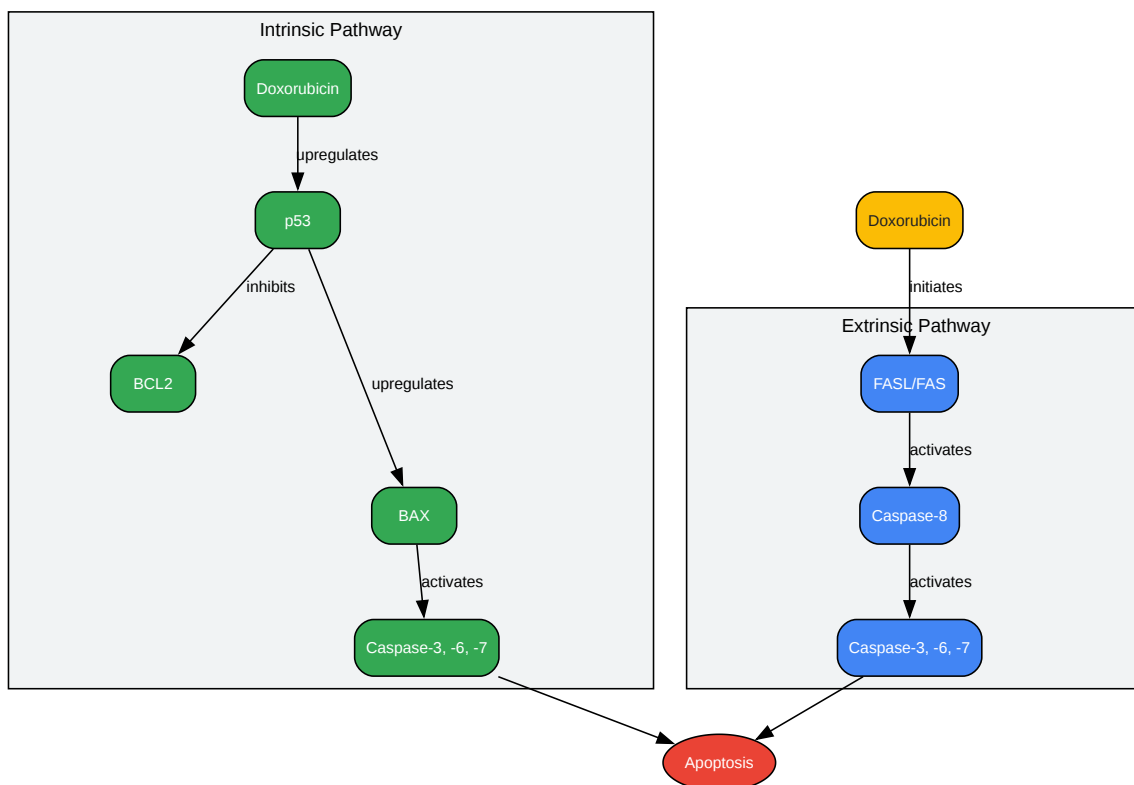 Intrinsic Pathway
Doxorubicin
upregulates
p53
inhibits
upregulates
BCL2
BAX
activates
Caspase-3, -6, -7
Doxorubicin
initiates
Extrinsic Pathway
FASL/FAS
activates
Caspase-8
activates
Caspase-3, -6, -7
Apoptosis